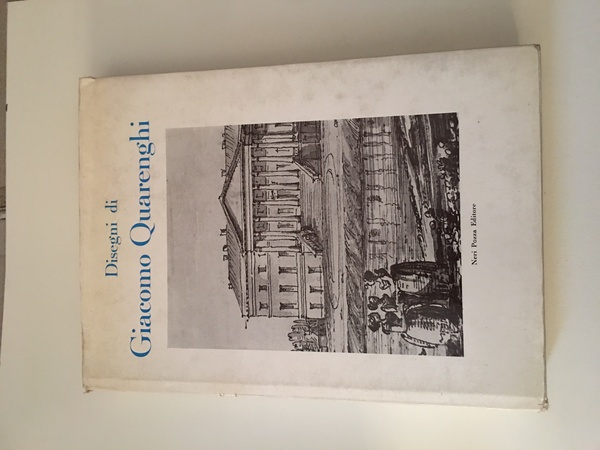 Disegni di
Giacomo Quarenghi
Neri Pozza Editore